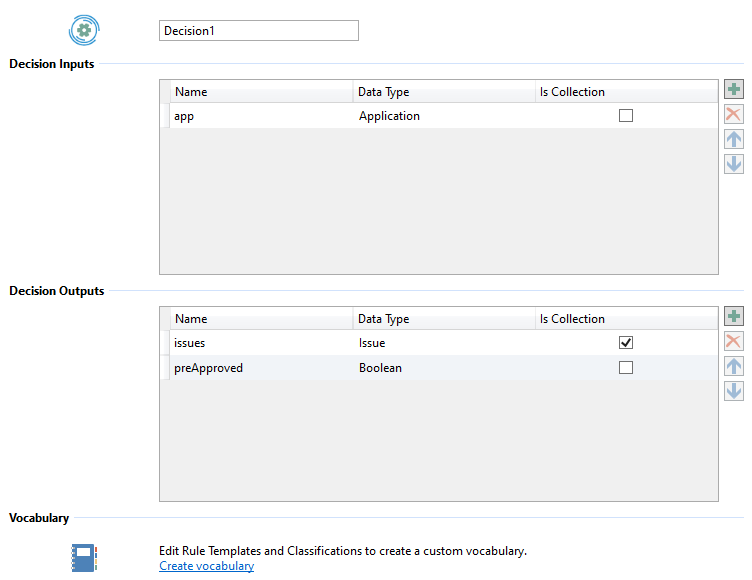 Decision1
Decision Inputs
Name Data Type Is Collection
app Application
Decision Outputs
Name Data Type Is Collection
issues Issue
preApproved Boolean
Vocabulary
Edit Rule Templates and Classifications to create a custom vocabulary.
Create vocabulary